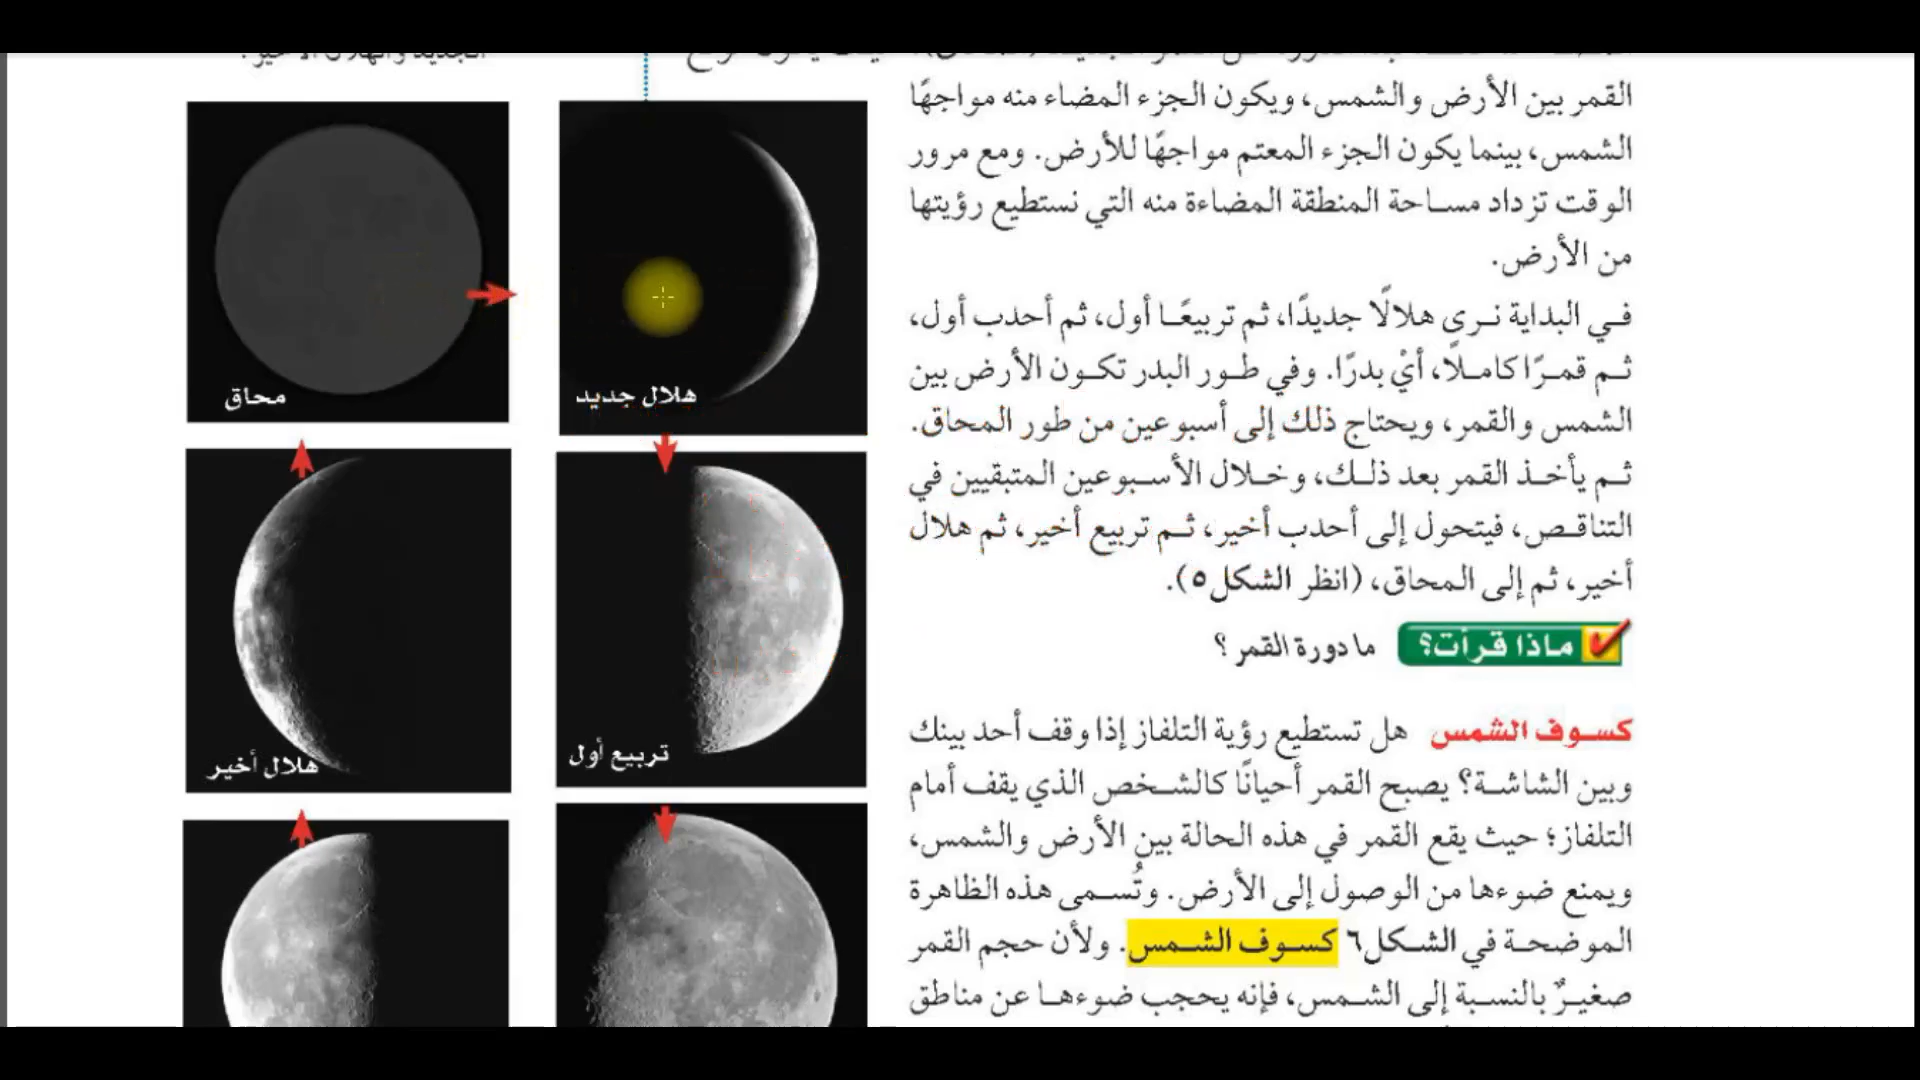 القمر بين الأرض والشمس، ويكون الجزء المضاء منه مواجهًا
الشمس، بينما يكون الجزء المعتم مواجهًا للأرض. ومع مرور
الوقت تزداد مساحة المنطقة المضاءة منه التي نستطيع رؤيتها
من الأرض.
في البداية نرى هلالًا جديدًا، ثم تربيعًا أول، ثم أحدب أول،
ثم قمرًا كاملًا، أيْ بدرًا. وفي طور البدر تكون الأرض بين
الشمس والقمر، ويحتاج ذلك إلى أسبوعين من طور المحاق.
ثم يأخذ القمر بعد ذلك، وخلال الأسبوعين المتبقيين في
التناقص، فيتحول إلى أحدب أخير، ثم تربيع أخير، ثم هلال
أخير، ثم إلى المحاق، (انظر الشكل ٥).
ماذا قرأت؟ ما دورة القمر؟
كسوف الشمس هل تستطيع رؤية التلفاز إذا وقف أحد بينك
وبين الشاشة؟ يصبح القمر أحيانًا كالشخص الذي يقف أمام
التلفاز؛ حيث يقع القمر في هذه الحالة بين الأرض والشمس،
ويمنع ضوءها من الوصول إلى الأرض. وتُسمى هذه الظاهرة
الموضحة في الشكل ٦ كسوف الشمس. ولأن حجم القمر
صغيرٌ بالنسبة إلى الشمس، فإنه يحجب ضوءها عن مناطق
الجديد والهلال الأخير.
هلال جديد
محاق
تربيع أول
هلال أخير